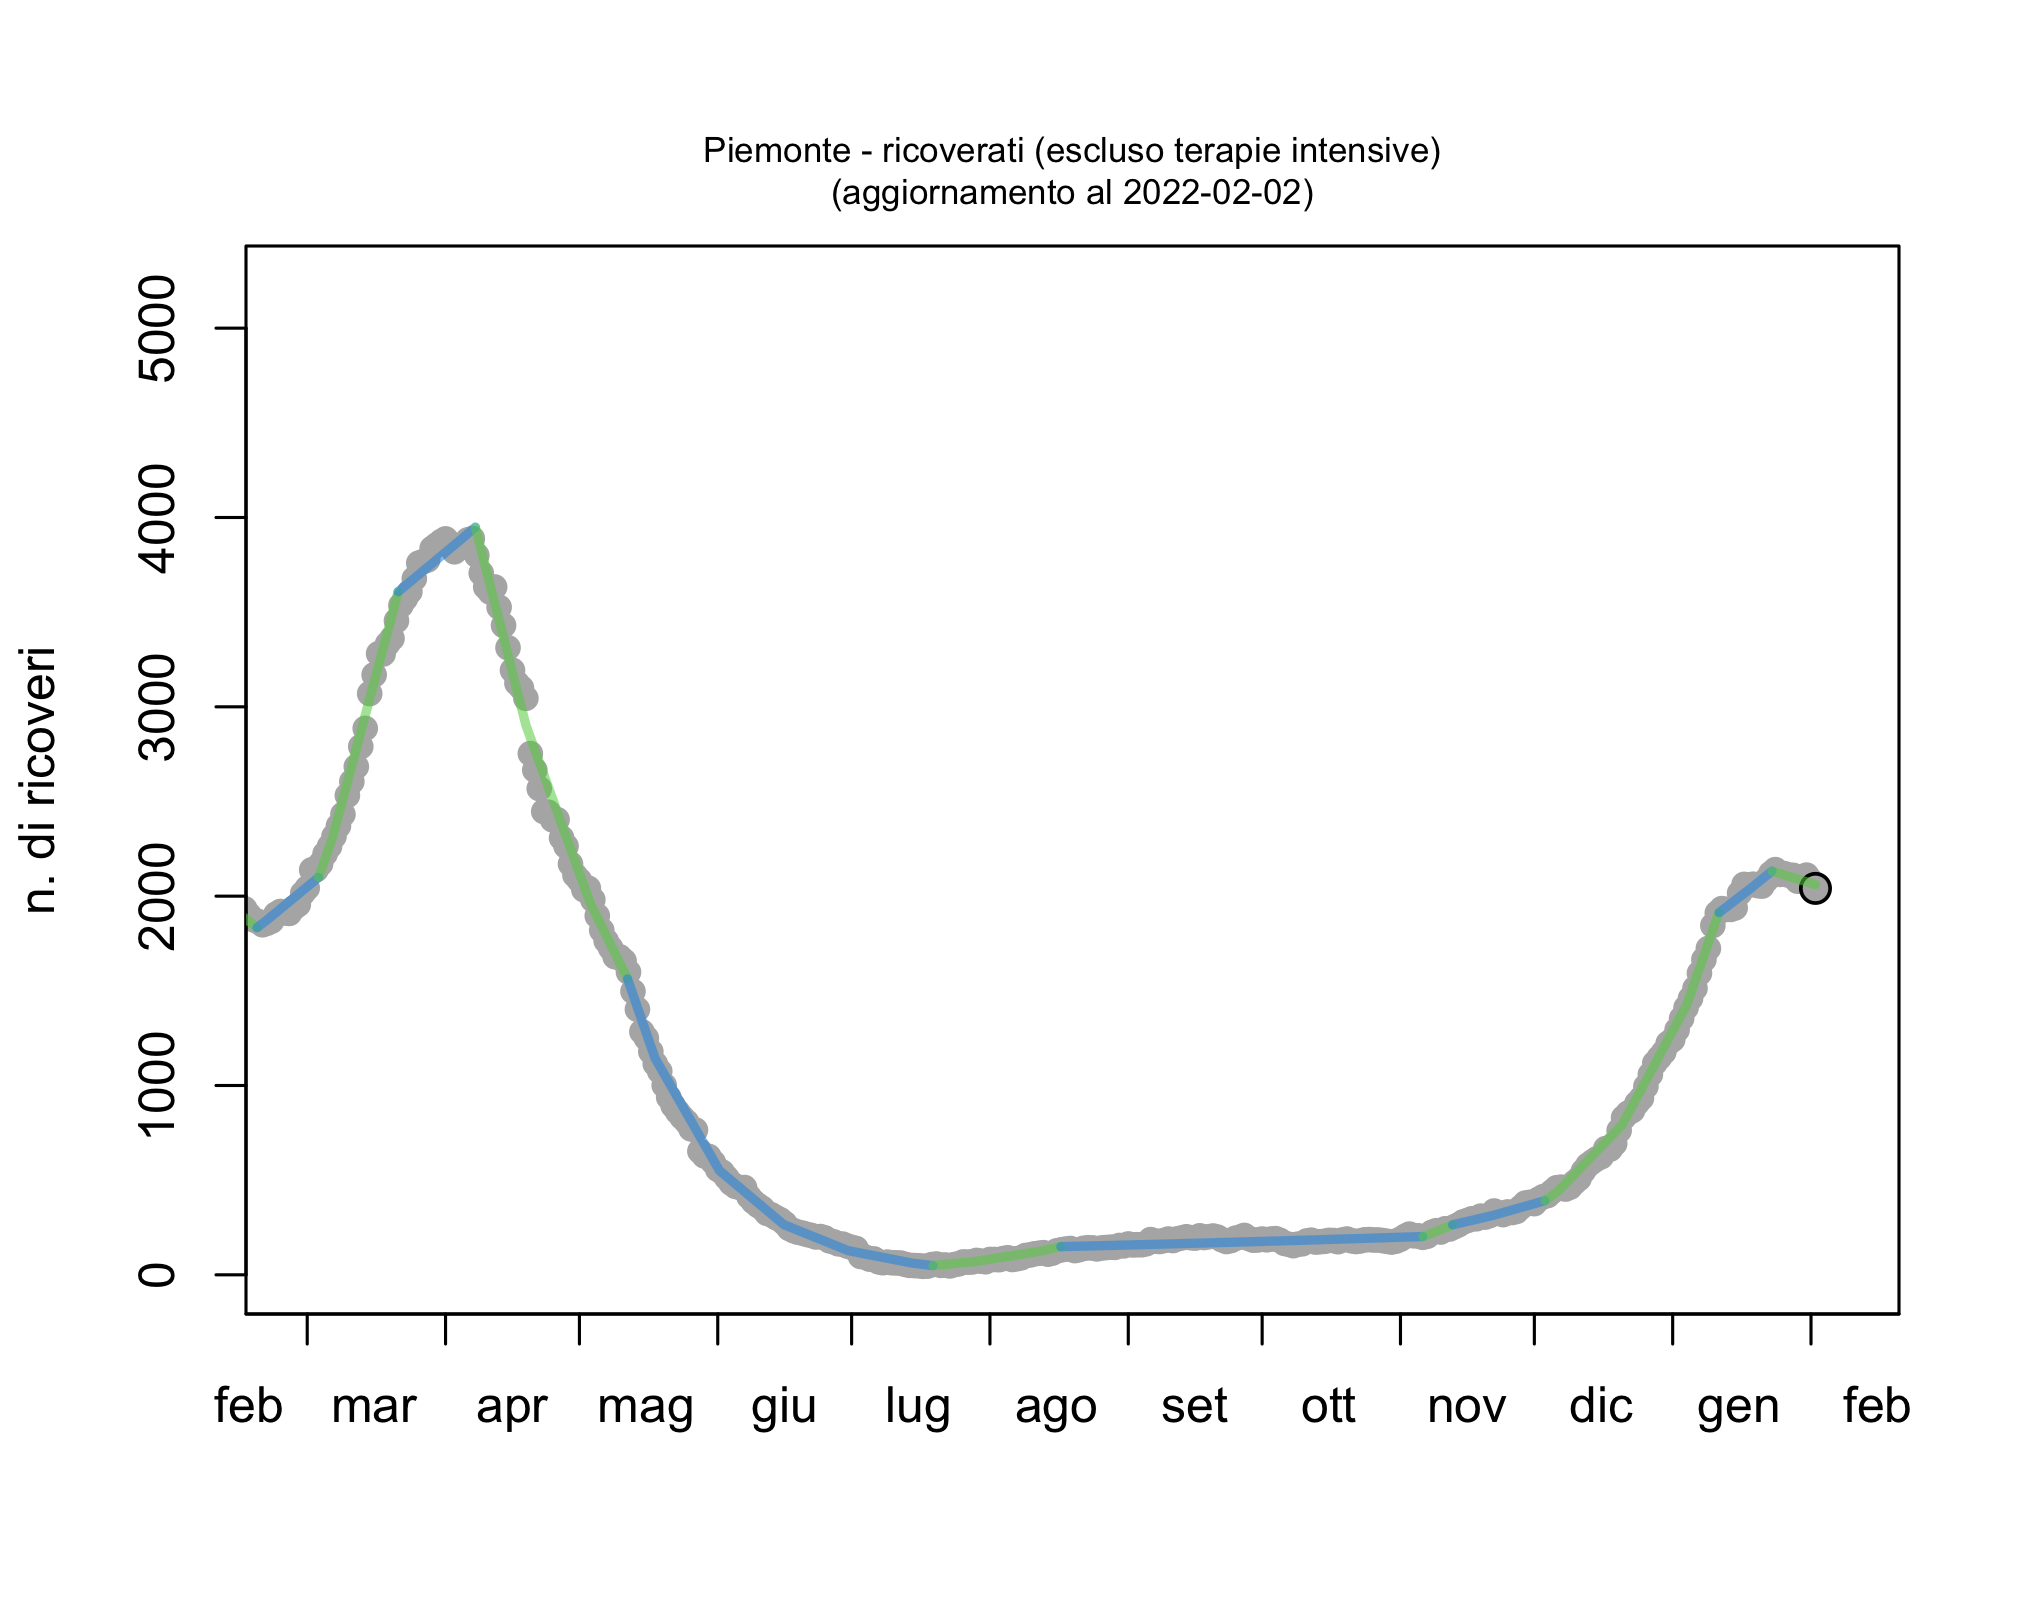 Piemonte - ricoverati (escluso terapie intensive)
(aggiornamento al 2022-02-02)
n. di ricoveri
5000
4000
3000
2000
1000
0
feb mar apr mag giu lug ago set ott nov dic gen feb